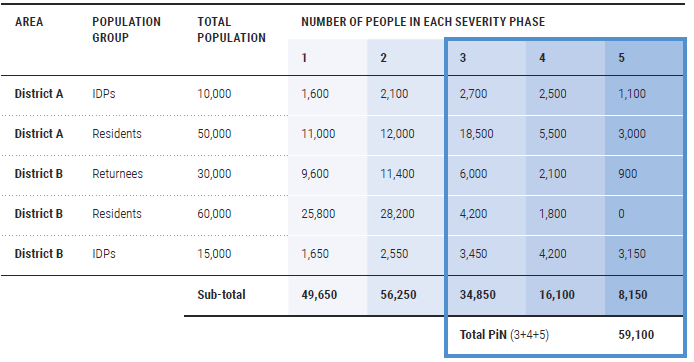 AREA POPULATION GROUP TOTAL POPULATION NUMBER OF PEOPLE IN EACH SEVERITY PHASE
1 2 3 4 5
District A IDPs 10,000 1,600 2,100 2,700 2,500 1,100
District A Residents 50,000 11,000 12,000 18,500 5,500 3,000
District B Returnees 30,000 9,600 11,400 6,000 2,100 900
District B Residents 60,000 25,800 28,200 4,200 1,800 0
District B IDPs 15,000 1,650 2,550 3,450 4,200 3,150
Sub-total 49,650 56,250 34,850 16,100 8,150
Total PiN (3+4+5) 59,100